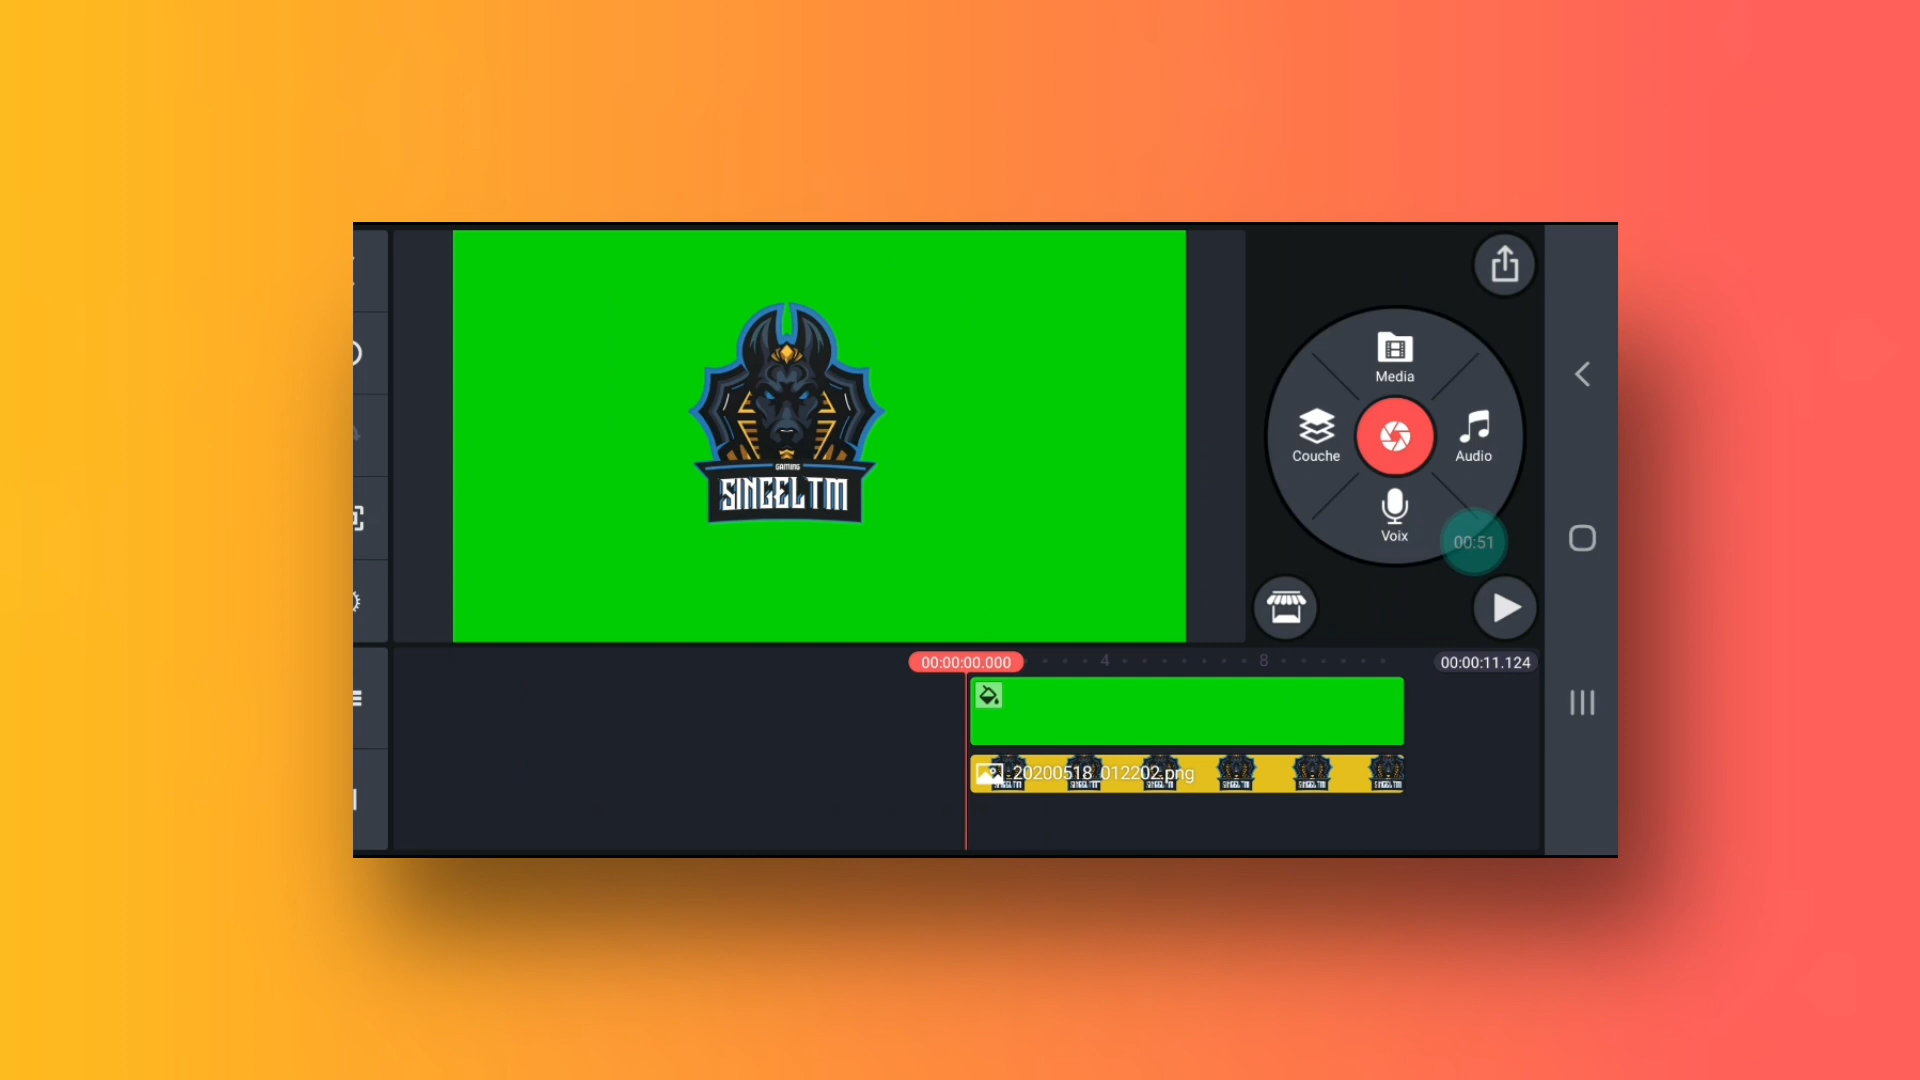 Media
Couche
Audio
Voix
00:51
GAMING
SINGELTM
00:00:00.000
4
8
00:00:11.124
20200518_012202.png